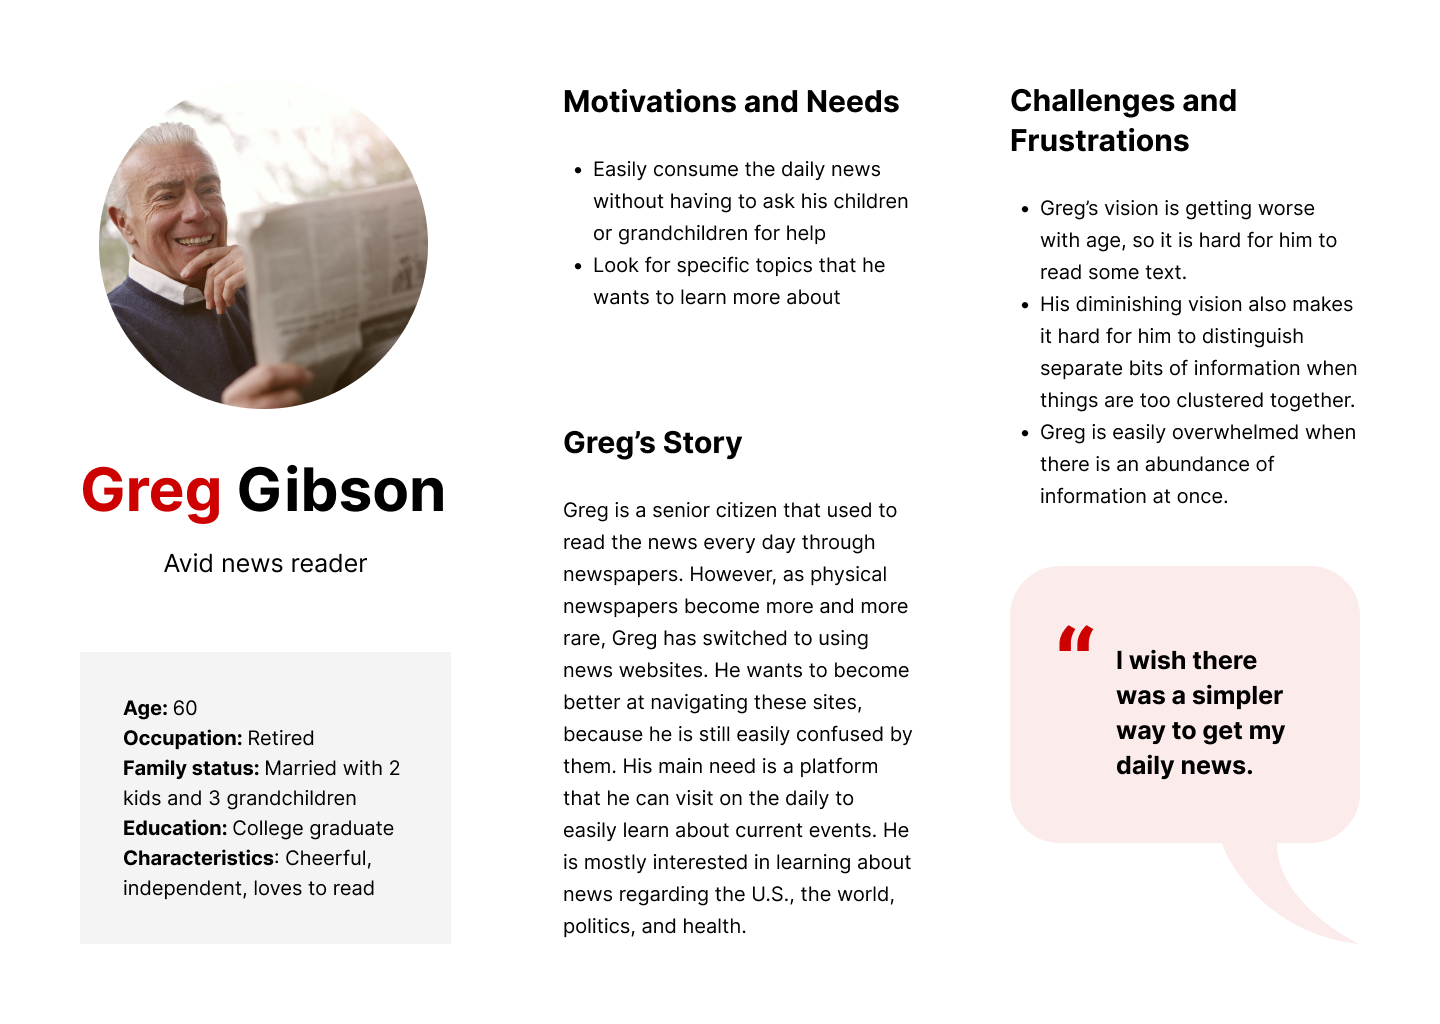 Greg Gibson
Avid news reader
Age: 60
Occupation: Retired
Family status: Married with 2
kids and 3 grandchildren
Education: College graduate
Characteristics: Cheerful,
independent, loves to read
Motivations and Needs
• Easily consume the daily news
without having to ask his children
or grandchildren for help
• Look for specific topics that he
wants to learn more about
Greg’s Story
Greg is a senior citizen that used to
read the news every day through
newspapers. However, as physical
newspapers become more and more
rare, Greg has switched to using
news websites. He wants to become
better at navigating these sites,
because he is still easily confused by
them. His main need is a platform
that he can visit on the daily to
easily learn about current events. He
is mostly interested in learning about
news regarding the U.S., the world,
politics, and health.
Challenges and
Frustrations
• Greg’s vision is getting worse
with age, so it is hard for him to
read some text.
• His diminishing vision also makes
it hard for him to distinguish
separate bits of information when
things are too clustered together.
• Greg is easily overwhelmed when
there is an abundance of
information at once.
“ I wish there
was a simpler
way to get my
daily news.